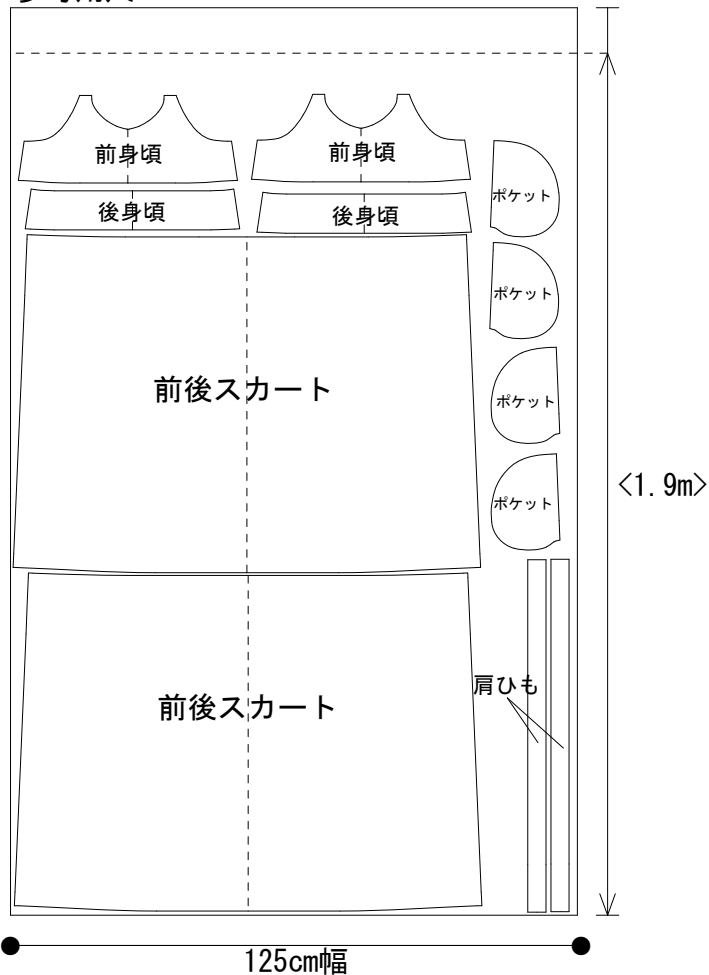 前身頃
前身頃
後身頃
後身頃
ポケット
ポケット
前後スカート
ポケット
<1.9m>
ポケット
肩ひも
前後スカート
125cm幅